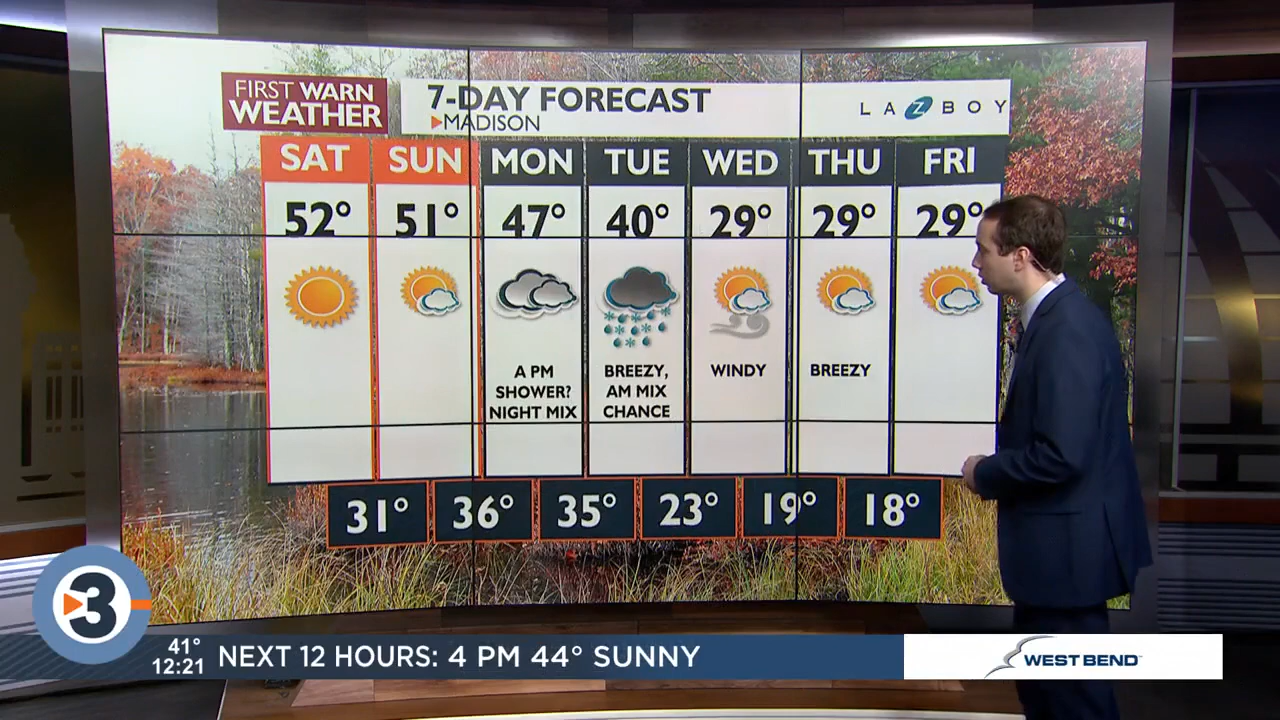 FIRST WARN
WEATHER
7-DAY FORECAST
MADISON
LA Z BOY
SAT SUN MON TUE WED THU FRI
52° 51° 47° 40° 29° 29° 29°
A PM
SHOWER?
NIGHT MIX
BREEZY,
AM MIX
CHANCE
WINDY
BREEZY
31° 36° 35° 23° 19° 18°
3
41°
12:21
NEXT 12 HOURS: 4 PM 44° SUNNY
WEST BEND